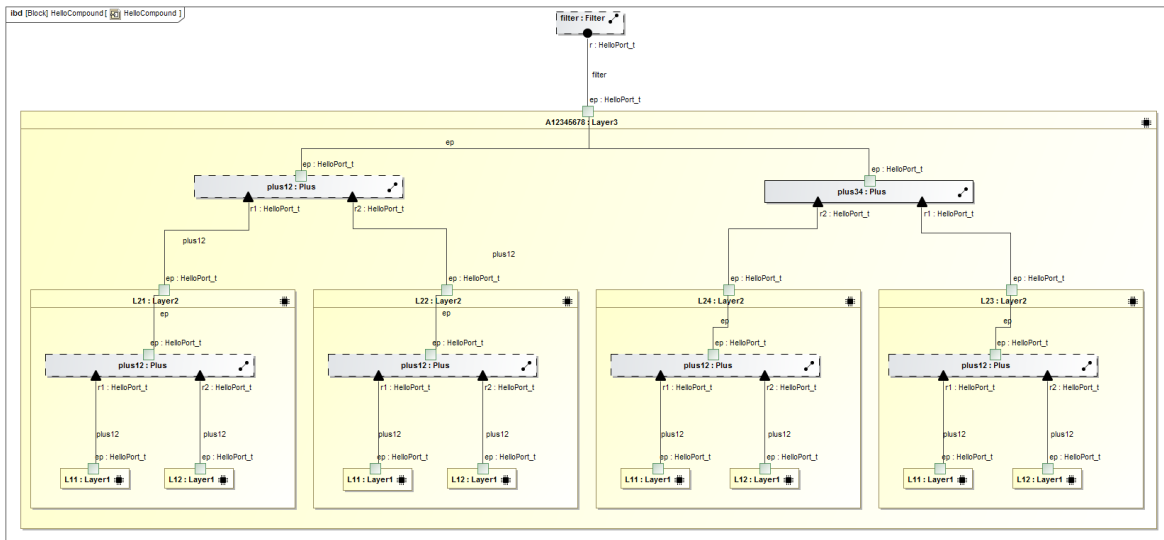 ibd [Block] HelloCompound [ HelloCompound ]
filter : Filter
r : HelloPort_t
filter
ep : HelloPort_t
A12345678 : Layer3
ep
ep : HelloPort_t
ep : HelloPort_t
plus12 : Plus
plus34 : Plus
r1 : HelloPort_t
r2 : HelloPort_t
r2 : HelloPort_t
r1 : HelloPort_t
plus12
plus12
ep : HelloPort_t
ep : HelloPort_t
ep : HelloPort_t
ep : HelloPort_t
L21 : Layer2
L22 : Layer2
L24 : Layer2
L23 : Layer2
ep
ep
ep
ep
ep : HelloPort_t
ep : HelloPort_t
ep : HelloPort_t
ep : HelloPort_t
plus12 : Plus
plus12 : Plus
plus12 : Plus
plus12 : Plus
r1 : HelloPort_t
r2 : HelloPort_t
r1 : HelloPort_t
r2 : HelloPort_t
r1 : HelloPort_t
r2 : HelloPort_t
r1 : HelloPort_t
r2 : HelloPort_t
plus12
plus12
plus12
plus12
plus12
plus12
plus12
plus12
ep : HelloPort_t
ep : HelloPort_t
ep : HelloPort_t
ep : HelloPort_t
ep : HelloPort_t
ep : HelloPort_t
ep : HelloPort_t
ep : HelloPort_t
L11 : Layer1
L12 : Layer1
L11 : Layer1
L12 : Layer1
L11 : Layer1
L12 : Layer1
L11 : Layer1
L12 : Layer1